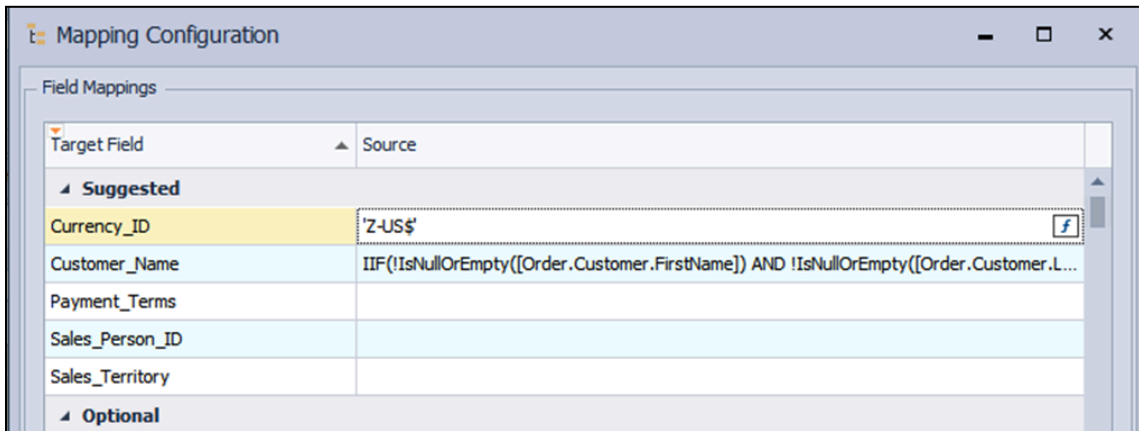 Mapping Configuration
Field Mappings
Target Field Source
Suggested
Currency_ID 'Z-US$'
Customer_Name IIF(!IsNullOrEmpty([Order.Customer.FirstName]) AND !IsNullOrEmpty([Order.Customer.L...
Payment_Terms
Sales_Person_ID
Sales_Territory
Optional